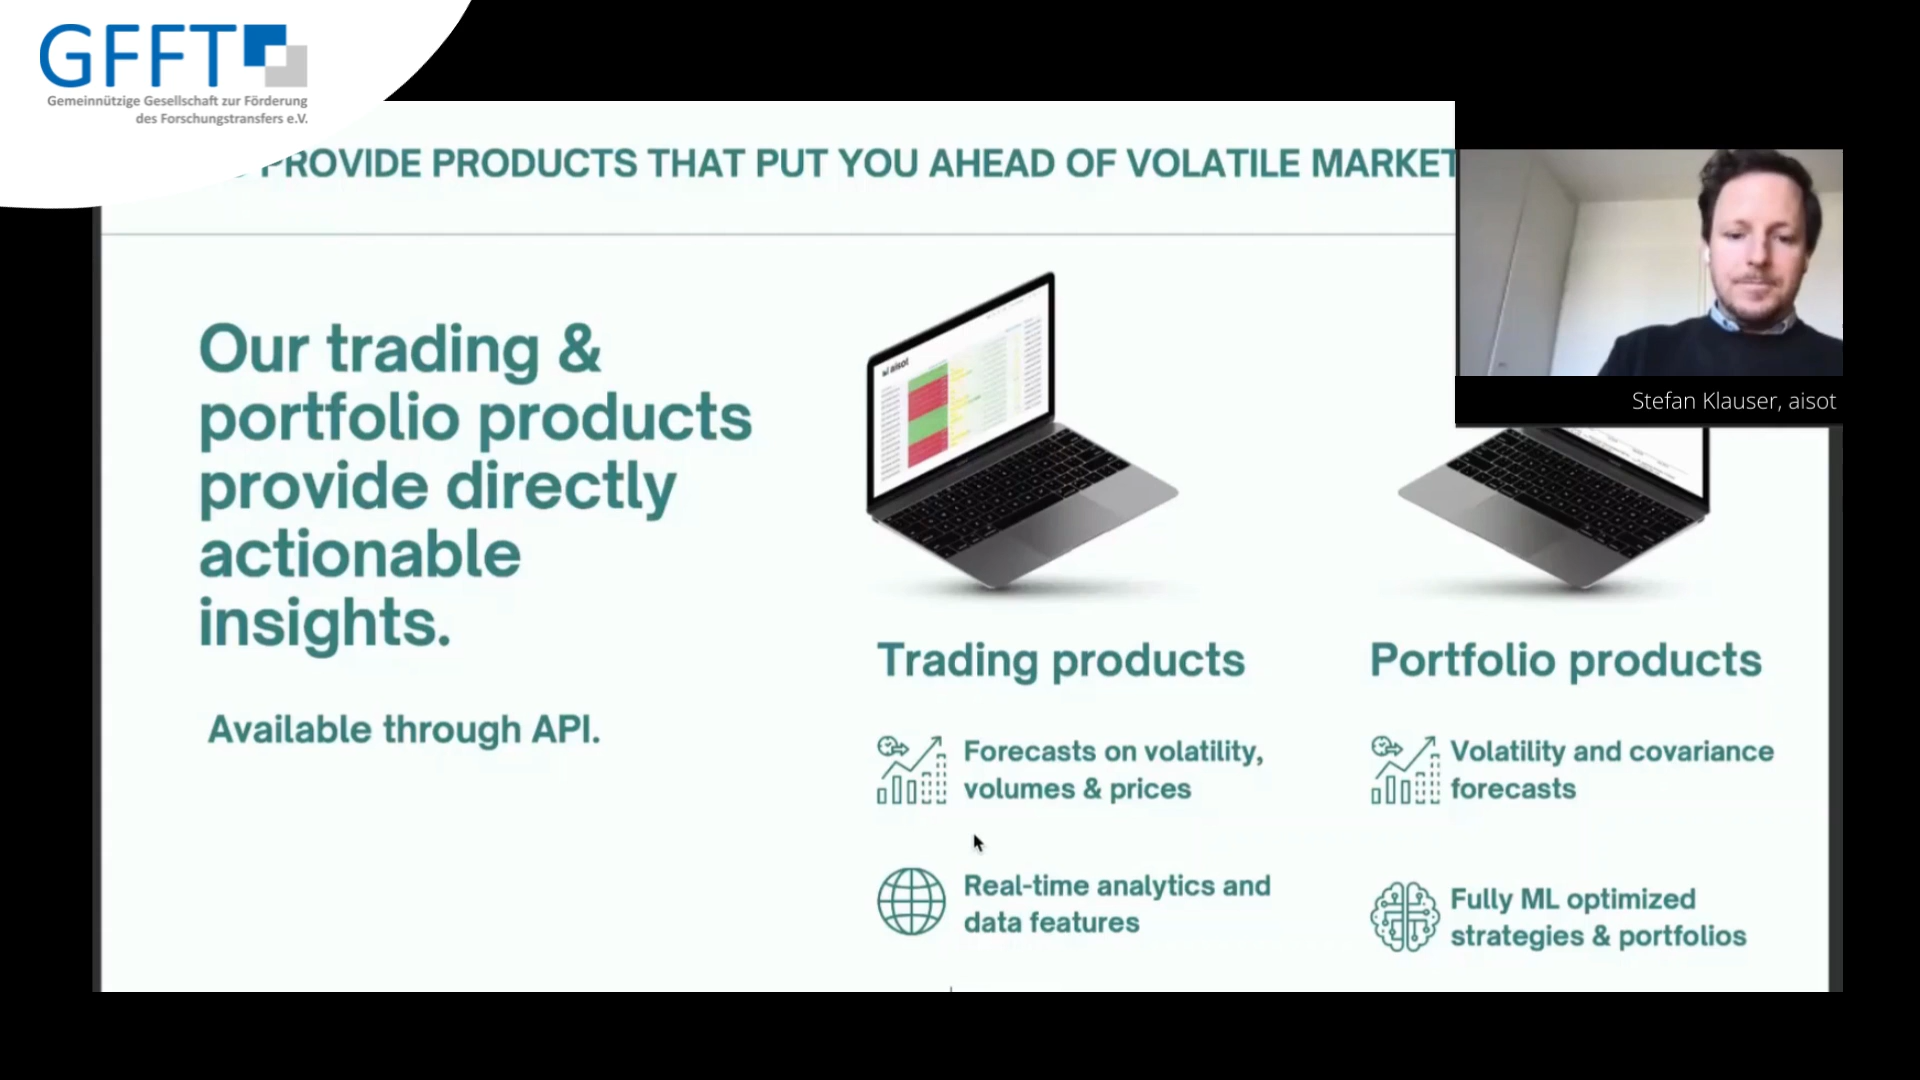 GFFT
Gemeinnützige Gesellschaft zur Förderung
des Forschungstransfers e.V.
PROVIDE PRODUCTS THAT PUT YOU AHEAD OF VOLATILE MARKET
Stefan Klauser, aisot
Our trading &
portfolio products
provide directly
actionable
insights.
Available through API.
aisot
Trading products
Forecasts on volatility,
volumes & prices
Real-time analytics and
data features
Portfolio products
Volatility and covariance
forecasts
Fully ML optimized
strategies & portfolios